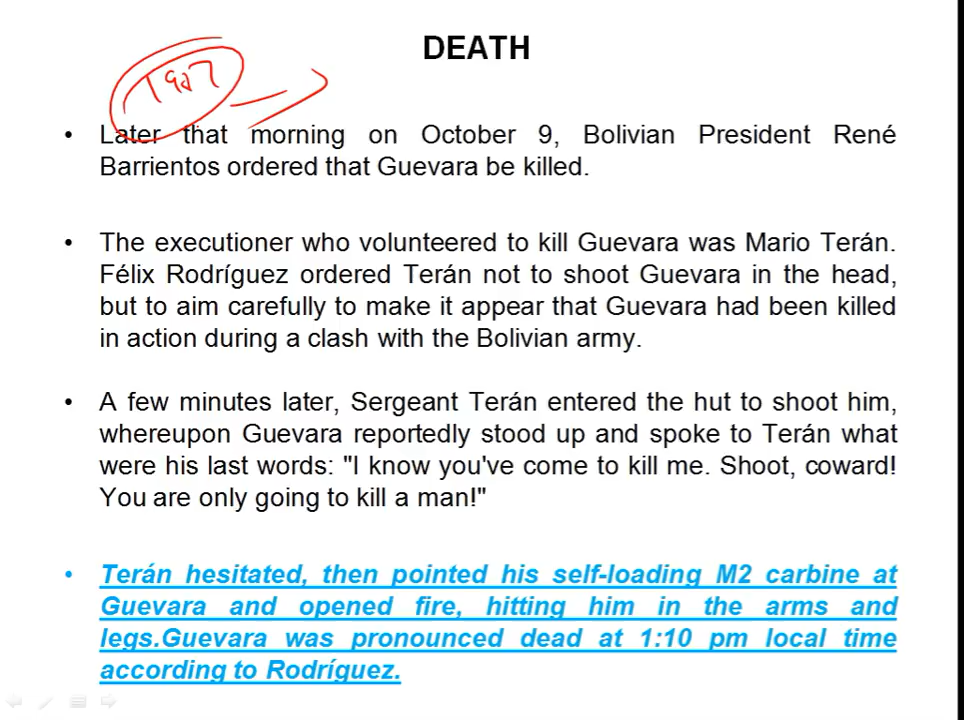 DEATH
• Later that morning on October 9, Bolivian President René
Barrientos ordered that Guevara be killed.
• The executioner who volunteered to kill Guevara was Mario Terán.
Félix Rodríguez ordered Terán not to shoot Guevara in the head,
but to aim carefully to make it appear that Guevara had been killed
in action during a clash with the Bolivian army.
• A few minutes later, Sergeant Terán entered the hut to shoot him,
whereupon Guevara reportedly stood up and spoke to Terán what
were his last words: "I know you've come to kill me. Shoot, coward!
You are only going to kill a man!"
• Terán hesitated, then pointed his self-loading M2 carbine at
Guevara and opened fire, hitting him in the arms and
legs.Guevara was pronounced dead at 1:10 pm local time
according to Rodríguez.